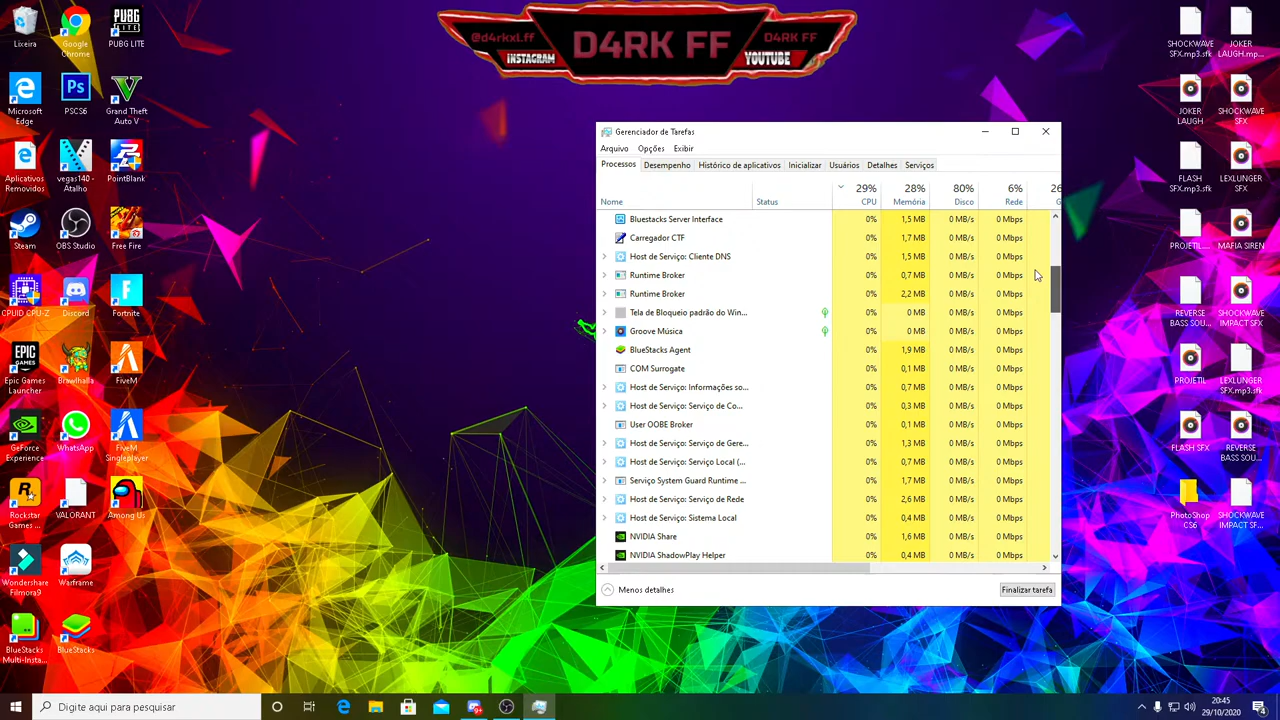 @d4rkxl.ff
INSTAGRAM
D4RK FF
D4RK FF
YOUTUBE
Lixeira
Google
Chrome
PUBG LITE
Microsoft
Edge
PSCS6
Grand Theft
Auto V
Aplicativos
Removidos
vegas140 -
Atalho
PointBlank
Steam
OBS Studio
Free Fire
CPUID CPU-Z
Discord
Fortnite
Epic Games
Launcher
Brawlhalla
FiveM
GeForce
Experience
WhatsApp
FiveM
Singleplayer
Rockstar
Games ...
VALORANT
Among Us
Wondershare
Filmora9
Warframe
BlueStacks
Multi-Insta...
BlueStacks
SHOCKWAVE
SFX.mp3.sfk
JOKER
LAUGH.mp...
JOKER
LAUGH
SHOCKWAVE
SFX
FLASH
SFX.mp3.sfk
LEXLUNGER
SFX
PROJETIL....
MAFIA SIREN
REVERSE
BASS SOU...
SHOCKWAVE
IMPACT SFX
PROJETIL
LEXLUNGER
SFX.mp3.sfk
FLASH SFX
REVERSE
BASS SOU...
PhotoShop
CS6
SHOCKWAVE
IMPACT SF...
Gerenciador de Tarefas
Arquivo Opções Exibir
Processos Desempenho Histórico de aplicativos Inicializar Usuários Detalhes Serviços
29% 28% 80% 6% 26
Nome Status CPU Memória Disco Rede G
Bluestacks Server Interface 0% 1,5 MB 0 MB/s 0 Mbps
Carregador CTF 0% 1,7 MB 0 MB/s 0 Mbps
Host de Serviço: Cliente DNS 0% 1,5 MB 0 MB/s 0 Mbps
Runtime Broker 0% 0,7 MB 0 MB/s 0 Mbps
Runtime Broker 0% 2,2 MB 0 MB/s 0 Mbps
Tela de Bloqueio padrão do Win... 0% 0 MB 0 MB/s 0 Mbps
Groove Música 0% 0 MB 0 MB/s 0 Mbps
BlueStacks Agent 0% 1,9 MB 0 MB/s 0 Mbps
COM Surrogate 0% 0,1 MB 0 MB/s 0 Mbps
Host de Serviço: Informações so... 0% 0,7 MB 0 MB/s 0 Mbps
Host de Serviço: Serviço de Co... 0% 0,3 MB 0 MB/s 0 Mbps
User OOBE Broker 0% 0,1 MB 0 MB/s 0 Mbps
Host de Serviço: Serviço de Gere... 0% 1,3 MB 0 MB/s 0 Mbps
Host de Serviço: Serviço Local (... 0% 0,7 MB 0 MB/s 0 Mbps
Serviço System Guard Runtime ... 0% 1,7 MB 0 MB/s 0 Mbps
Host de Serviço: Serviço de Rede 0% 2,6 MB 0 MB/s 0 Mbps
Host de Serviço: Sistema Local 0% 0,4 MB 0 MB/s 0 Mbps
NVIDIA Share 0% 1,6 MB 0 MB/s 0 Mbps
NVIDIA ShadowPlay Helper 0% 0,4 MB 0 MB/s 0 Mbps
Menos detalhes
Finalizar tarefa
Digite aqui para pesquisar
20:45
29/10/2020